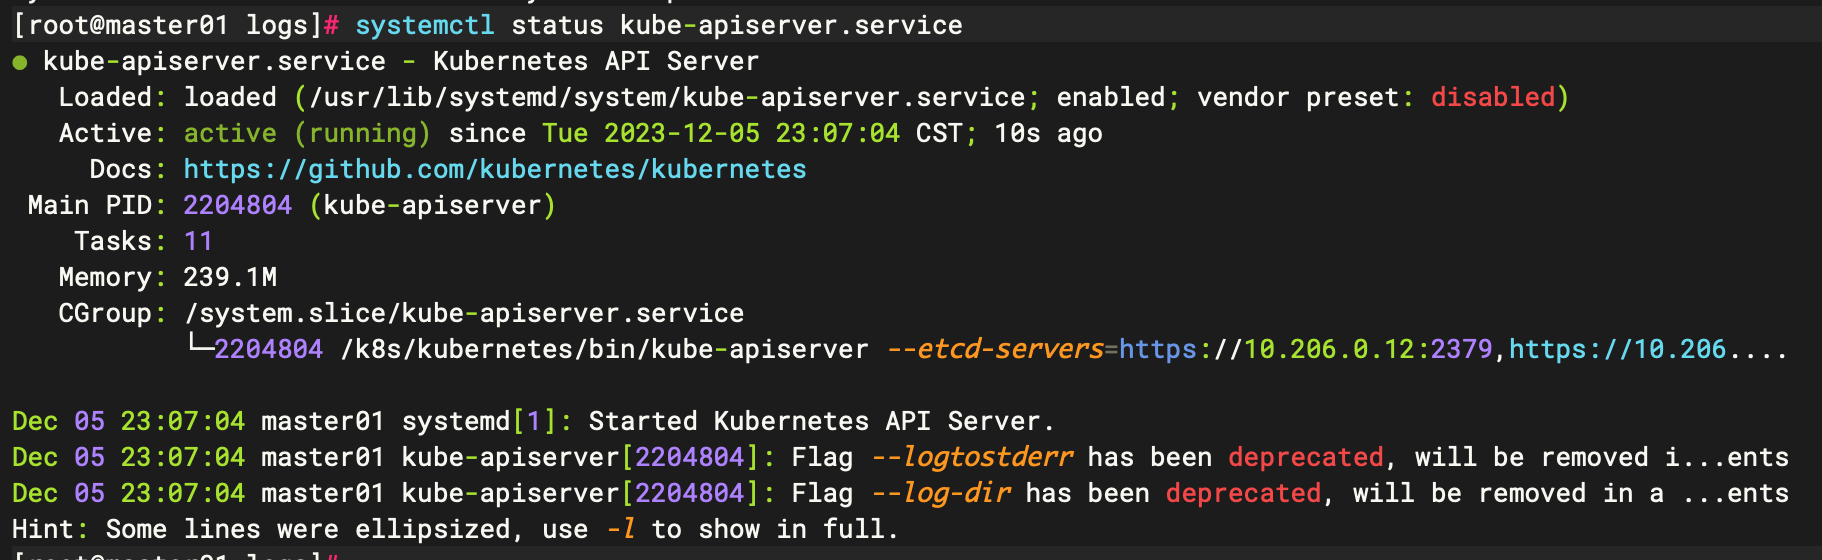 [root@master01 logs]# systemctl status kube-apiserver.service
● kube-apiserver.service - Kubernetes API Server
   Loaded: loaded (/usr/lib/systemd/system/kube-apiserver.service; enabled; vendor preset: disabled)
   Active: active (running) since Tue 2023-12-05 23:07:04 CST; 10s ago
     Docs: https://github.com/kubernetes/kubernetes
 Main PID: 2204804 (kube-apiserver)
    Tasks: 11
   Memory: 239.1M
   CGroup: /system.slice/kube-apiserver.service
           └─2204804 /k8s/kubernetes/bin/kube-apiserver --etcd-servers=https://10.206.0.12:2379,https://10.206....

Dec 05 23:07:04 master01 systemd[1]: Started Kubernetes API Server.
Dec 05 23:07:04 master01 kube-apiserver[2204804]: Flag --logtostderr has been deprecated, will be removed i...ents
Dec 05 23:07:04 master01 kube-apiserver[2204804]: Flag --log-dir has been deprecated, will be removed in a ...ents
Hint: Some lines were ellipsized, use -l to show in full.
[root@master01 logs]#